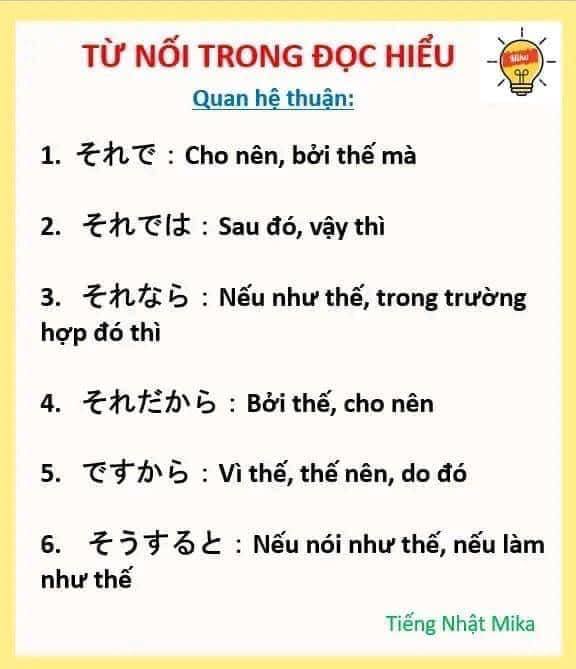 TỪ NỐI TRONG ĐỌC HIỂU
Mika
Quan hệ thuận:
1. それで : Cho nên, bởi thế mà
2. それでは : Sau đó, vậy thì
3. それなら : Nếu như thế, trong trường
hợp đó thì
4. それだから : Bởi thế, cho nên
5. ですから : Vì thế, thế nên, do đó
6. そうすると : Nếu nói như thế, nếu làm
như thế
Tiếng Nhật Mika